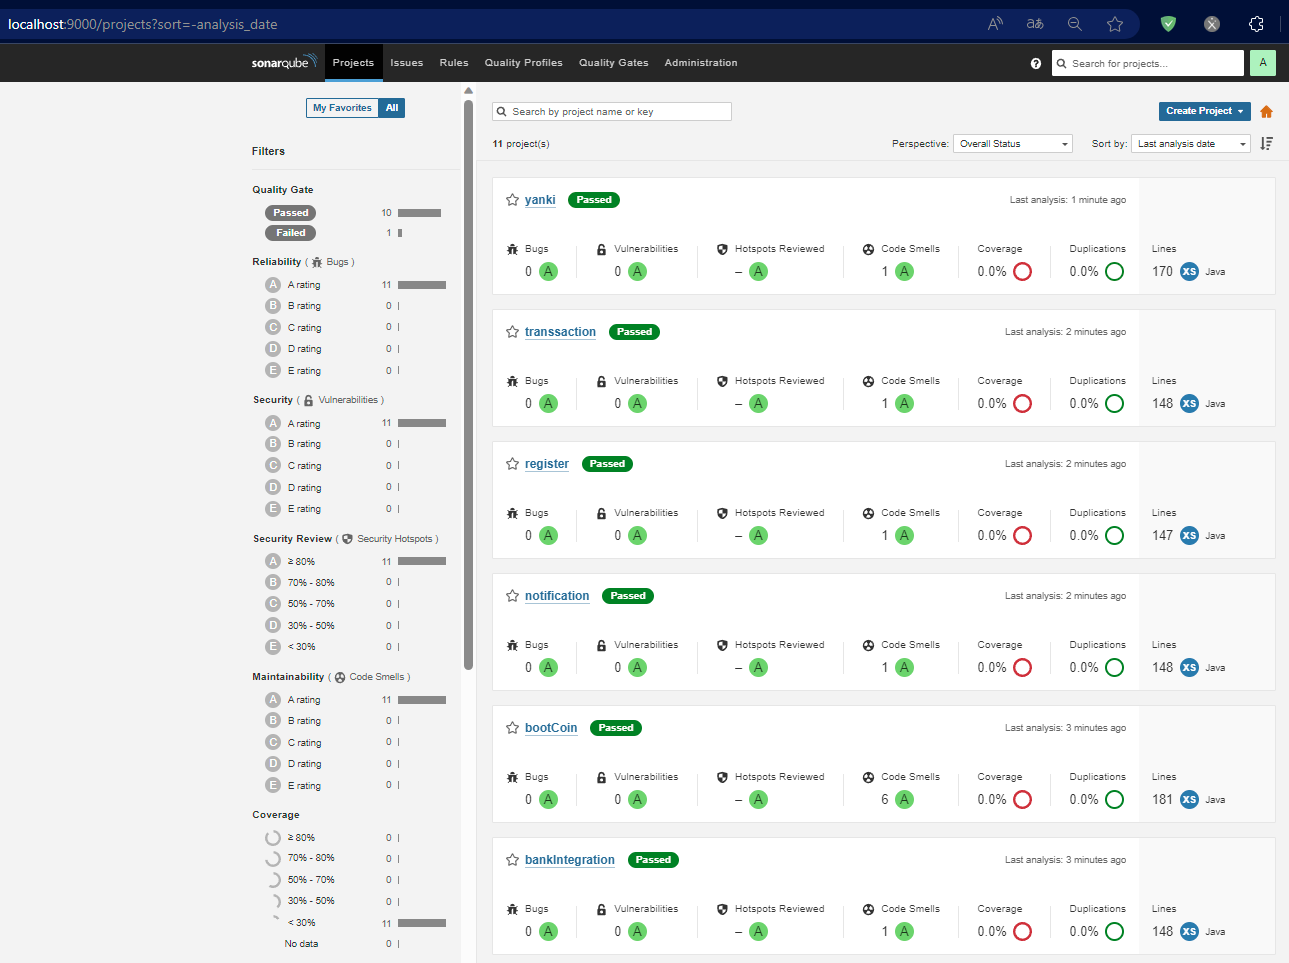 localhost:9000/projects?sort=-analysis_date
sonarqube Projects Issues Rules Quality Profiles Quality Gates Administration Search for projects... A
My Favorites All
Filters
Quality Gate
Passed 10
Failed 1
Reliability ( Bugs )
A A rating 11
B B rating 0
C C rating 0
D D rating 0
E E rating 0
Security ( Vulnerabilities )
A A rating 11
B B rating 0
C C rating 0
D D rating 0
E E rating 0
Security Review ( Security Hotspots )
A ≥ 80% 11
B 70% - 80% 0
C 50% - 70% 0
D 30% - 50% 0
E < 30% 0
Maintainability ( Code Smells )
A A rating 11
B B rating 0
C C rating 0
D D rating 0
E E rating 0
Coverage
≥ 80% 0
70% - 80% 0
50% - 70% 0
30% - 50% 0
< 30% 11
No data 0
Search by project name or key
Create Project
11 project(s)
Perspective: Overall Status Sort by: Last analysis date
yanki Passed Last analysis: 1 minute ago
Bugs Vulnerabilities Hotspots Reviewed Code Smells Coverage Duplications Lines
0 A 0 A – A 1 A 0.0% 0.0% 170 XS Java
transsaction Passed Last analysis: 2 minutes ago
Bugs Vulnerabilities Hotspots Reviewed Code Smells Coverage Duplications Lines
0 A 0 A – A 1 A 0.0% 0.0% 148 XS Java
register Passed Last analysis: 2 minutes ago
Bugs Vulnerabilities Hotspots Reviewed Code Smells Coverage Duplications Lines
0 A 0 A – A 1 A 0.0% 0.0% 147 XS Java
notification Passed Last analysis: 2 minutes ago
Bugs Vulnerabilities Hotspots Reviewed Code Smells Coverage Duplications Lines
0 A 0 A – A 1 A 0.0% 0.0% 148 XS Java
bootCoin Passed Last analysis: 3 minutes ago
Bugs Vulnerabilities Hotspots Reviewed Code Smells Coverage Duplications Lines
0 A 0 A – A 6 A 0.0% 0.0% 181 XS Java
bankIntegration Passed Last analysis: 3 minutes ago
Bugs Vulnerabilities Hotspots Reviewed Code Smells Coverage Duplications Lines
0 A 0 A – A 1 A 0.0% 0.0% 148 XS Java